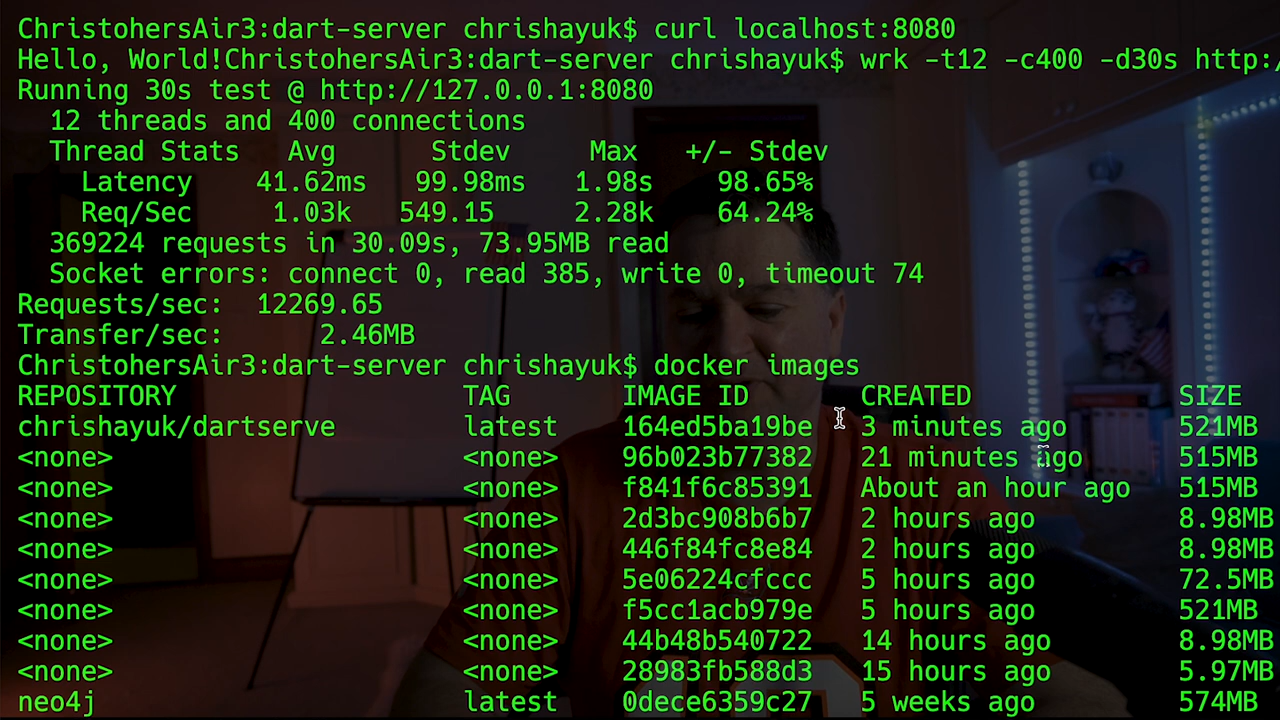 ChristohersAir3:dart-server chrishayuk$ curl localhost:8080
Hello, World!ChristohersAir3:dart-server chrishayuk$ wrk -t12 -c400 -d30s http:/
Running 30s test @ http://127.0.0.1:8080
12 threads and 400 connections
Thread Stats Avg Stdev Max +/- Stdev
Latency 41.62ms 99.98ms 1.98s 98.65%
Req/Sec 1.03k 549.15 2.28k 64.24%
369224 requests in 30.09s, 73.95MB read
Socket errors: connect 0, read 385, write 0, timeout 74
Requests/sec: 12269.65
Transfer/sec: 2.46MB
ChristohersAir3:dart-server chrishayuk$ docker images
REPOSITORY TAG IMAGE ID CREATED SIZE
chrishayuk/dartserve latest 164ed5ba19be 3 minutes ago 521MB
<none> <none> 96b023b77382 21 minutes ago 515MB
<none> <none> f841f6c85391 About an hour ago 515MB
<none> <none> 2d3bc908b6b7 2 hours ago 8.98MB
<none> <none> 446f84fc8e84 2 hours ago 8.98MB
<none> <none> 5e06224cfccc 5 hours ago 72.5MB
<none> <none> f5cc1acb979e 5 hours ago 521MB
<none> <none> 44b48b540722 14 hours ago 8.98MB
<none> <none> 28983fb588d3 15 hours ago 5.97MB
neo4j latest 0dece6359c27 5 weeks ago 574MB